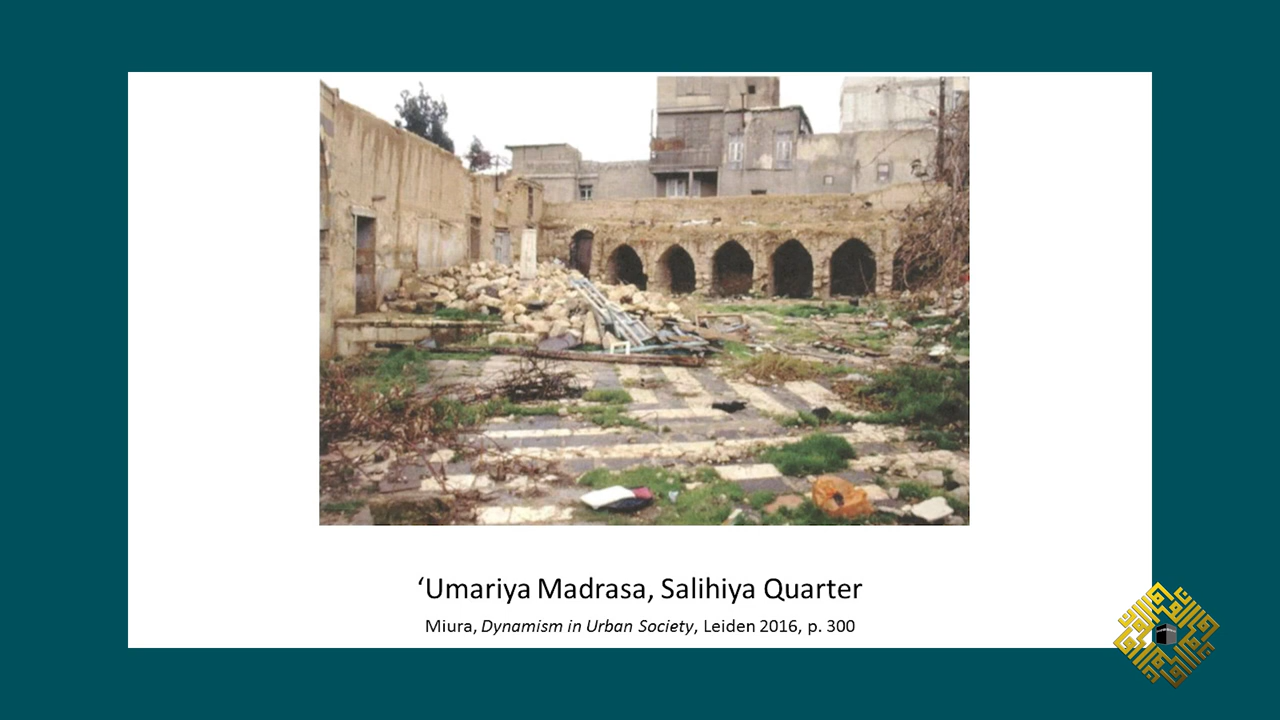 ‘Umariya Madrasa, Salihiya Quarter
Miura, Dynamism in Urban Society, Leiden 2016, p. 300